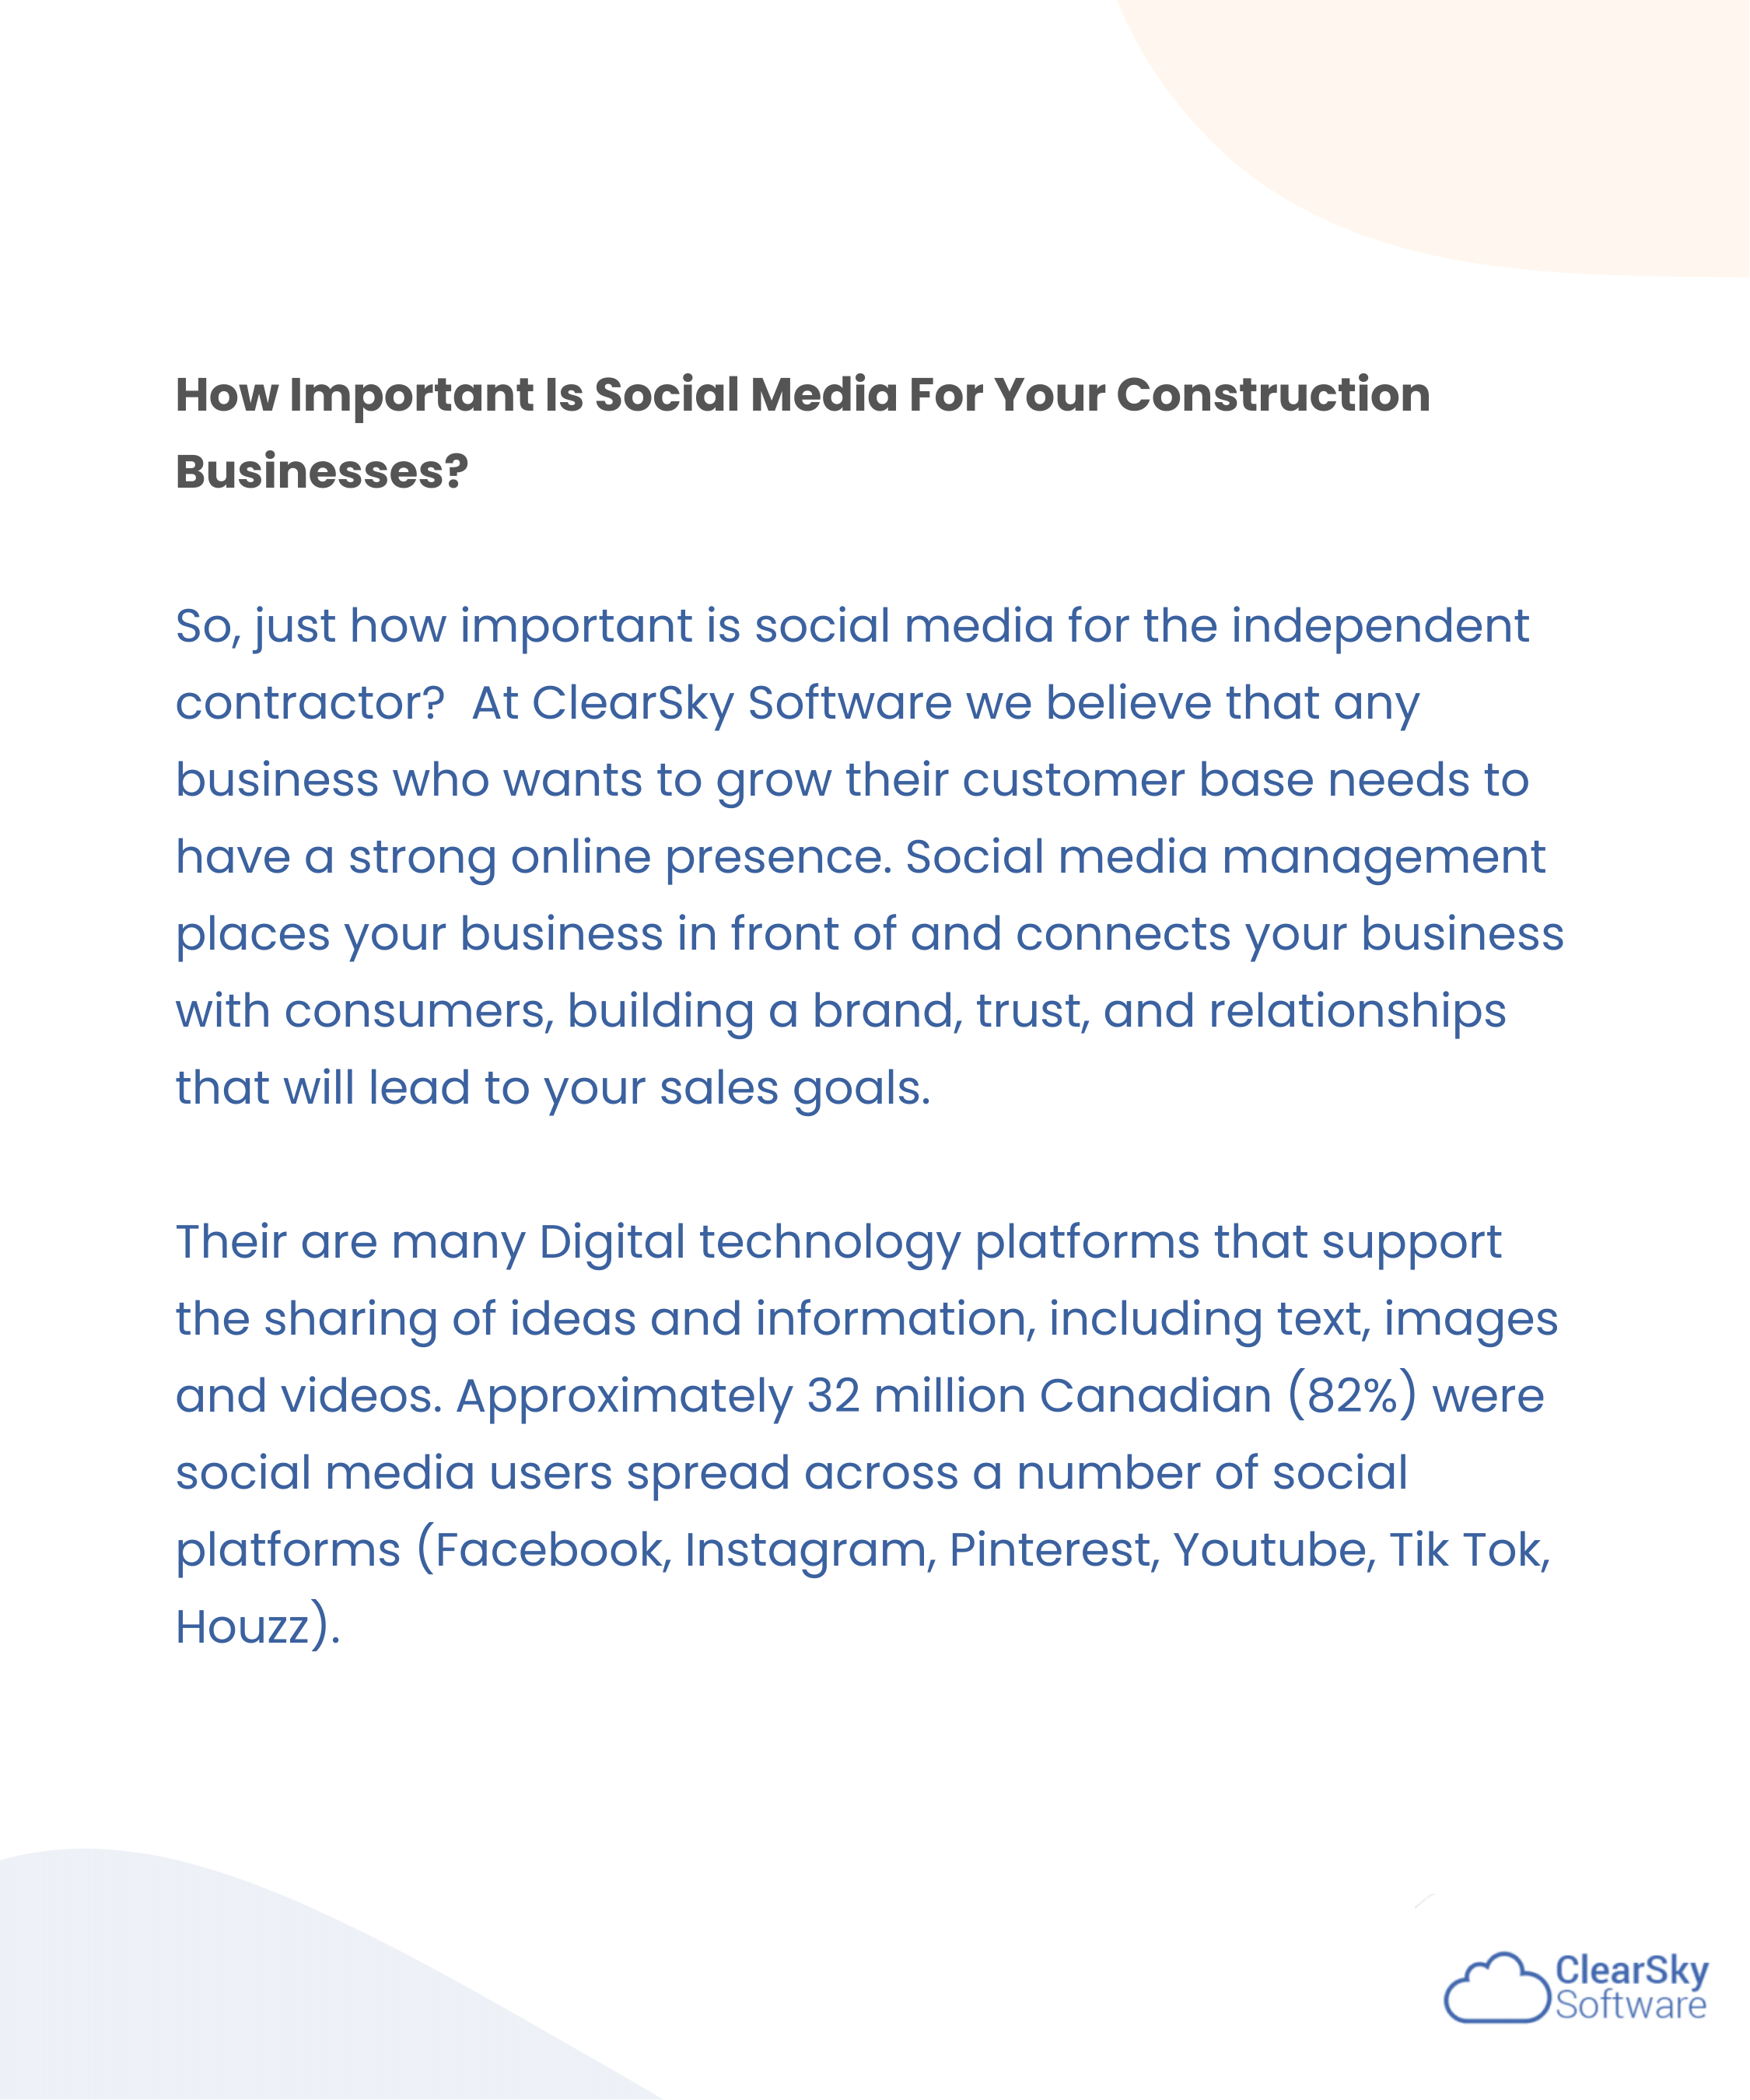 How Important Is Social Media For Your Construction
Businesses?
So, just how important is social media for the independent
contractor?  At ClearSky Software we believe that any
business who wants to grow their customer base needs to
have a strong online presence. Social media management
places your business in front of and connects your business
with consumers, building a brand, trust, and relationships
that will lead to your sales goals.
Their are many Digital technology platforms that support
the sharing of ideas and information, including text, images
and videos. Approximately 32 million Canadian (82%) were
social media users spread across a number of social
platforms (Facebook, Instagram, Pinterest, Youtube, Tik Tok,
Houzz).
ClearSky
Software